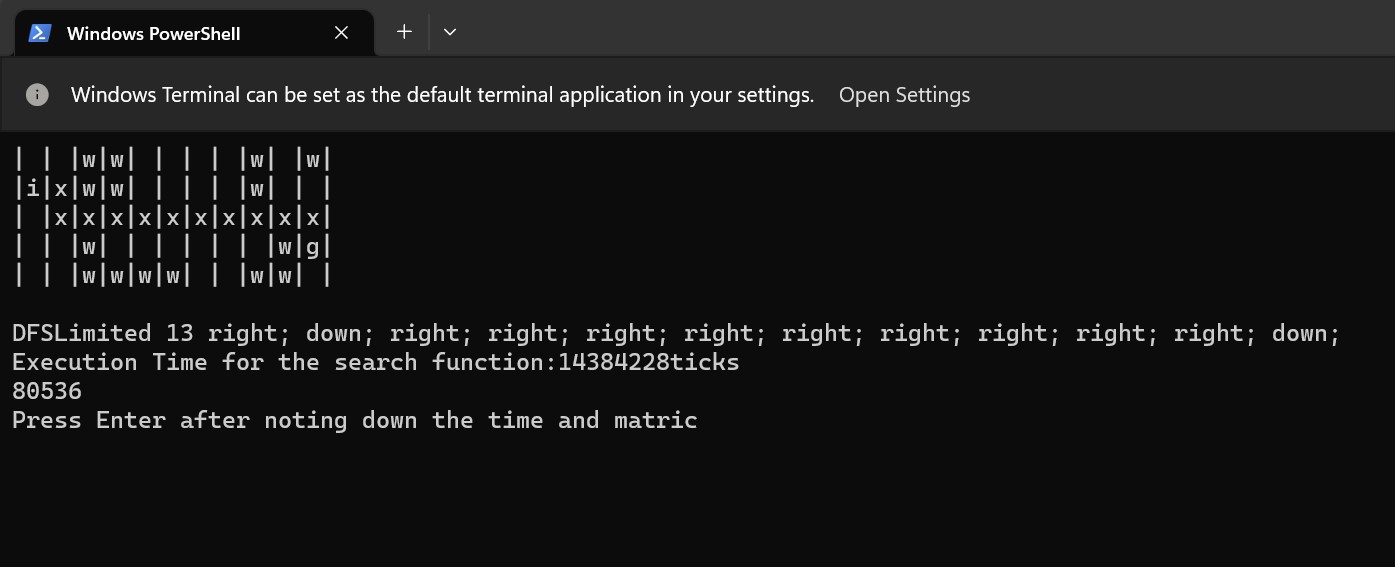 Windows PowerShell
Windows Terminal can be set as the default terminal application in your settings. Open Settings
| | |w|w| | | | |w| |w|
|i|x|w|w| | | | |w| | |
| |x|x|x|x|x|x|x|x|x|x|
| | |w| | | | | | |w|g|
| | |w|w|w|w| | |w|w| |
DFSLimited 13 right; down; right; right; right; right; right; right; right; right; right; down;
Execution Time for the search function:14384228ticks
80536
Press Enter after noting down the time and matric